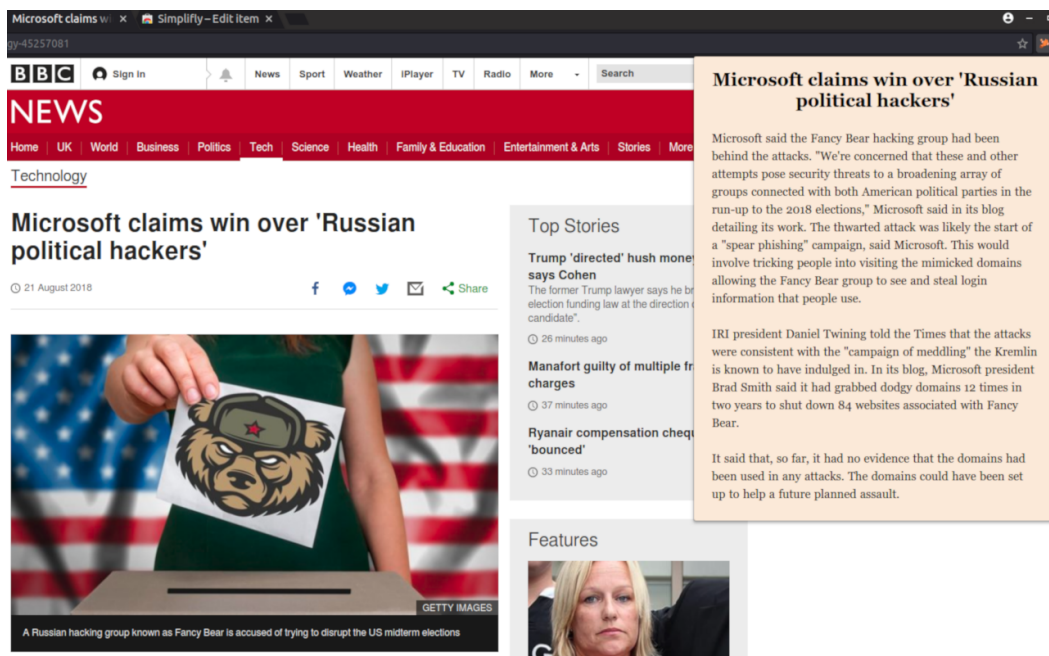 Microsoft claims wi
Simplifly – Edit item
gy-45257081
BBC
Sign in
News
Sport
Weather
iPlayer
TV
Radio
More
Search
NEWS
Home
UK
World
Business
Politics
Tech
Science
Health
Family & Education
Entertainment & Arts
Stories
More
Technology
Microsoft claims win over 'Russian
political hackers'
21 August 2018
Share
GETTY IMAGES
A Russian hacking group known as Fancy Bear is accused of trying to disrupt the US midterm elections
Top Stories
Trump 'directed' hush money
says Cohen
The former Trump lawyer says he br
election funding law at the direction
candidate".
26 minutes ago
Manafort guilty of multiple fr
charges
37 minutes ago
Ryanair compensation chequ
'bounced'
33 minutes ago
Features
Microsoft claims win over 'Russian
political hackers'
Microsoft said the Fancy Bear hacking group had been
behind the attacks. "We're concerned that these and other
attempts pose security threats to a broadening array of
groups connected with both American political parties in the
run-up to the 2018 elections," Microsoft said in its blog
detailing its work. The thwarted attack was likely the start of
a "spear phishing" campaign, said Microsoft. This would
involve tricking people into visiting the mimicked domains
allowing the Fancy Bear group to see and steal login
information that people use.
IRI president Daniel Twining told the Times that the attacks
were consistent with the "campaign of meddling" the Kremlin
is known to have indulged in. In its blog, Microsoft president
Brad Smith said it had grabbed dodgy domains 12 times in
two years to shut down 84 websites associated with Fancy
Bear.
It said that, so far, it had no evidence that the domains had
been used in any attacks. The domains could have been set
up to help a future planned assault.